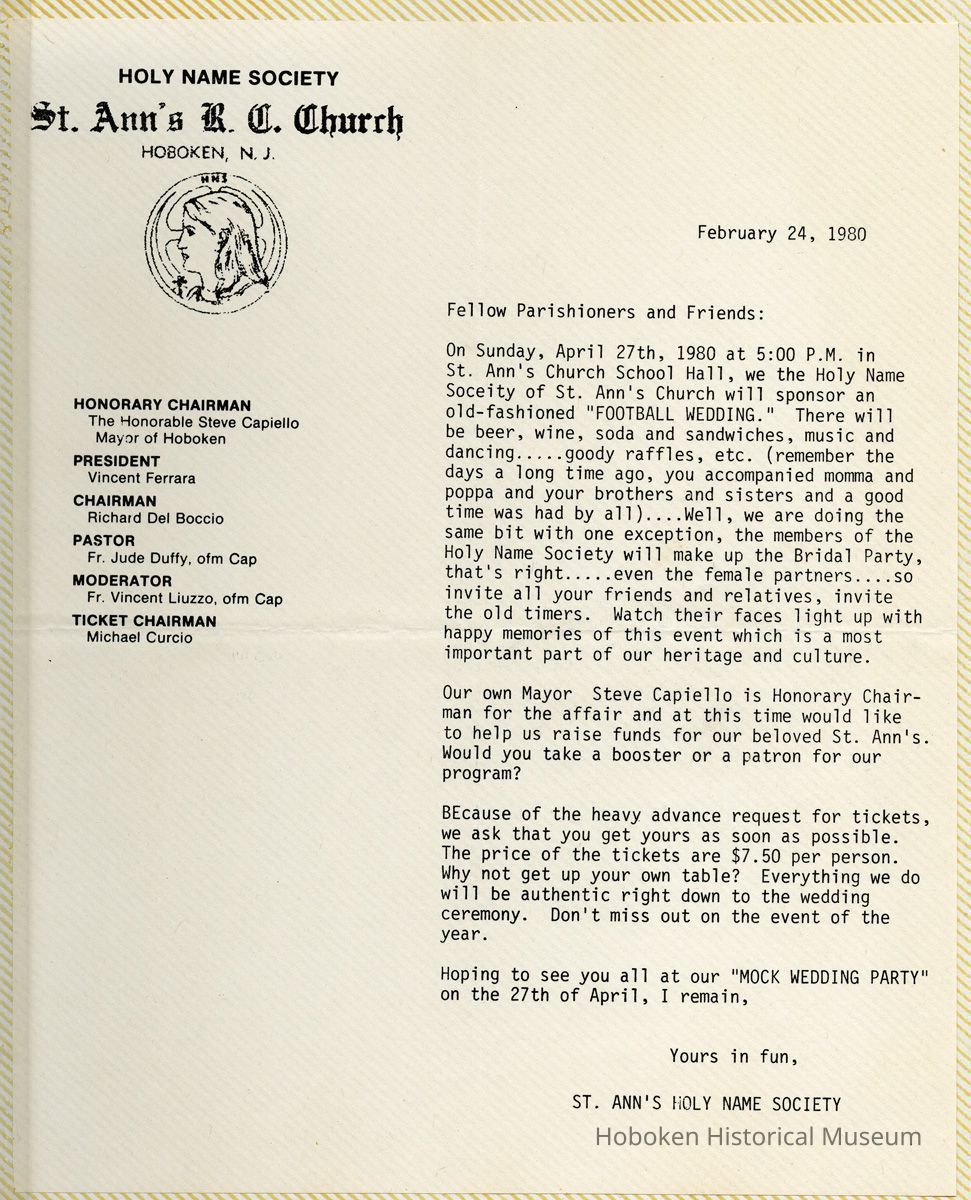 HOLY NAME SOCIETY
St. Ann's R. C. Church
HOBOKEN, N. J.
HNS
February 24, 1980
HONORARY CHAIRMAN
The Honorable Steve Capiello
Mayor of Hoboken
PRESIDENT
Vincent Ferrara
CHAIRMAN
Richard Del Boccio
PASTOR
Fr. Jude Duffy, ofm Cap
MODERATOR
Fr. Vincent Liuzzo, ofm Cap
TICKET CHAIRMAN
Michael Curcio
Fellow Parishioners and Friends:
On Sunday, April 27th, 1980 at 5:00 P.M. in
St. Ann's Church School Hall, we the Holy Name
Soceity of St. Ann's Church will sponsor an
old-fashioned "FOOTBALL WEDDING."  There will
be beer, wine, soda and sandwiches, music and
dancing.....goody raffles, etc. (remember the
days a long time ago, you accompanied momma and
poppa and your brothers and sisters and a good
time was had by all)....Well, we are doing the
same bit with one exception, the members of the
Holy Name Society will make up the Bridal Party,
that's right.....even the female partners....so
invite all your friends and relatives, invite
the old timers.  Watch their faces light up with
happy memories of this event which is a most
important part of our heritage and culture.
Our own Mayor  Steve Capiello is Honorary Chair-
man for the affair and at this time would like
to help us raise funds for our beloved St. Ann's.
Would you take a booster or a patron for our
program?
BEcause of the heavy advance request for tickets,
we ask that you get yours as soon as possible.
The price of the tickets are $7.50 per person.
Why not get up your own table?  Everything we do
will be authentic right down to the wedding
ceremony.  Don't miss out on the event of the
year.
Hoping to see you all at our "MOCK WEDDING PARTY"
on the 27th of April, I remain,
Yours in fun,
ST. ANN'S HOLY NAME SOCIETY
Hoboken Historical Museum